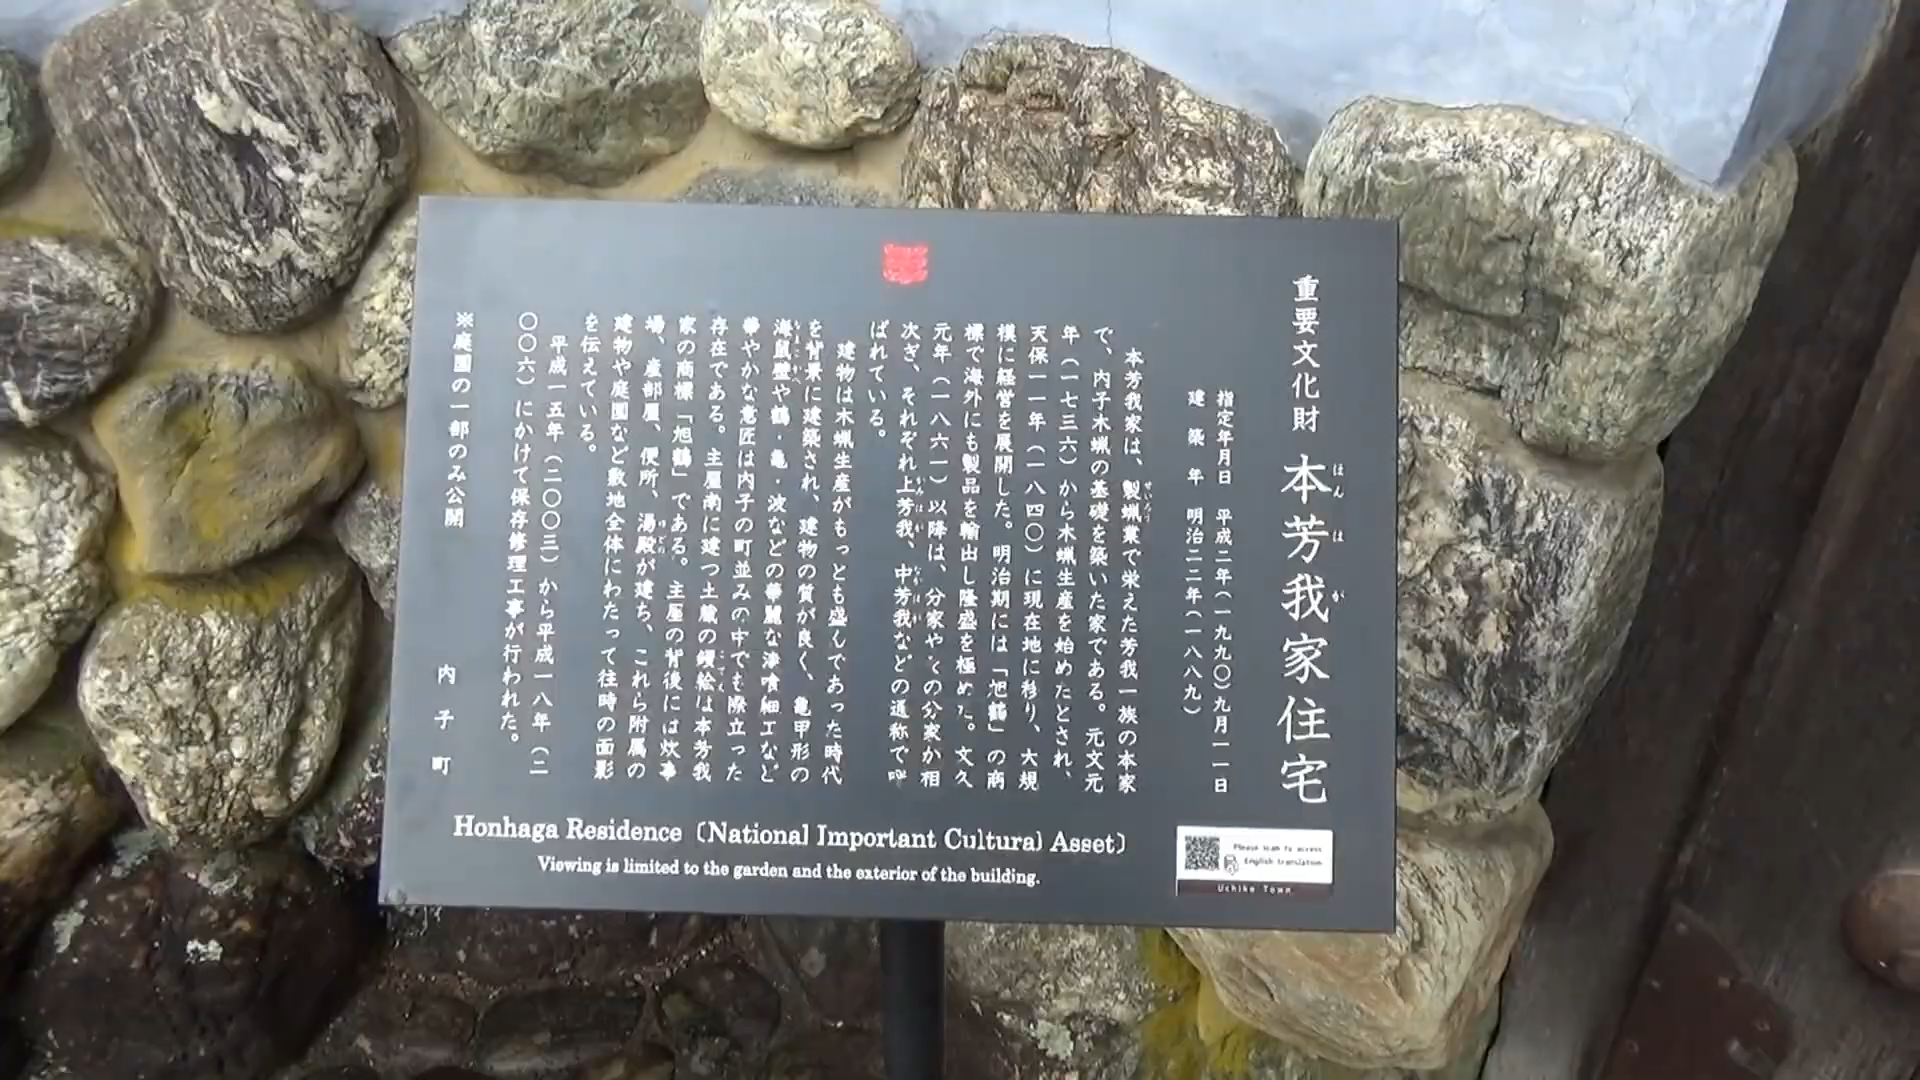 重要文化財 本芳我家住宅
ほん は が
指定年月日 平成二年(一九九〇)九月一一日
建築年 明治二二年(一八八九)
本芳我家は、製蝋業で栄えた芳我一族の本家
で、内子木蝋の基礎を築いた家である。元文元
年(一七三六)から木蝋生産を始めたとされ、
天保一一年(一八四〇)に現在地に移り、大規
模に経営を展開した。明治期には「旭鶴」の商
標で海外にも製品を輸出し隆盛を極めた。文久
元年(一八六一)以降は、分家やその分家が相
次ぎ、それぞれ上芳我、中芳我などの通称で呼
ばれている。
建物は木蝋生産がもっとも盛んであった時代
を背景に建築され、建物の質が良く、亀甲形の
海鼠壁や鶴・亀・波などの華麗な漆喰細工など
華やかな意匠は内子の町並みの中でも際立った
存在である。主屋南に建つ土蔵の鏝絵は本芳我
家の商標「旭鶴」である。主屋の背後には炊事
場、産部屋、便所、湯殿が建ち、これら附属の
建物や庭園など敷地全体にわたって往時の面影
を伝えている。
平成一五年(二〇〇三)から平成一八年(二
〇〇六)にかけて保存修理工事が行われた。
※庭園の一部のみ公開
内子町
Honhaga Residence〔National Important Cultural Asset〕
Viewing is limited to the garden and the exterior of the building.
Please scan to access
English translation
Uchiko Town